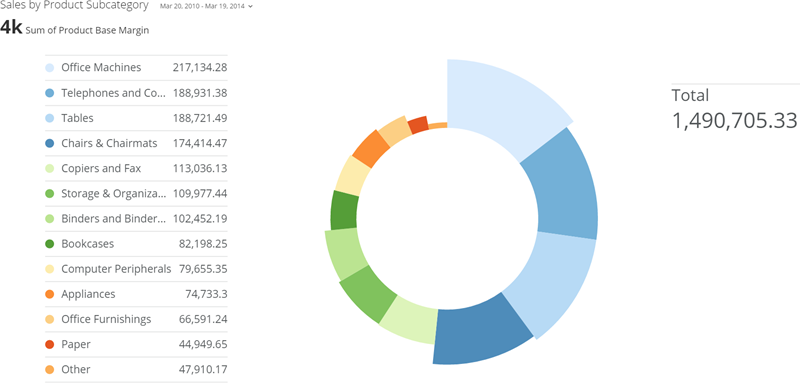 Sales by Product Subcategory Mar 20, 2010 - Mar 19, 2014
4k Sum of Product Base Margin
Office Machines 217,134.28
Telephones and Co... 188,931.38
Tables 188,721.49
Chairs & Chairmats 174,414.47
Copiers and Fax 113,036.13
Storage & Organiza... 109,977.44
Binders and Binder... 102,452.19
Bookcases 82,198.25
Computer Peripherals 79,655.35
Appliances 74,733.3
Office Furnishings 66,591.24
Paper 44,949.65
Other 47,910.17
Total
1,490,705.33